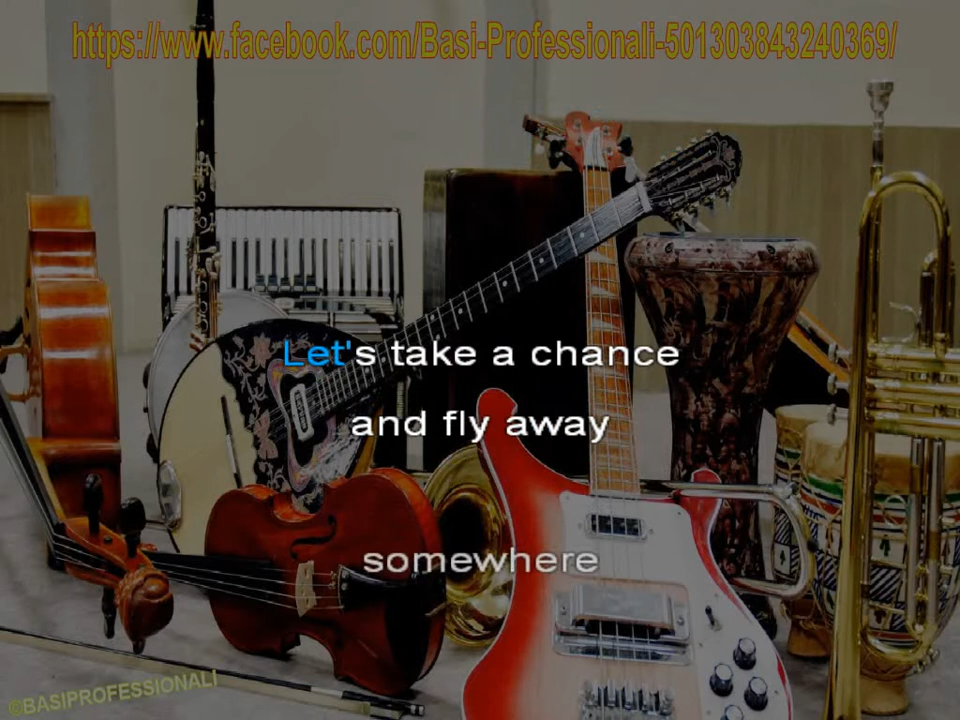 https://www.facebook.com/Basi-Professionali-501303843240369/
Let's take a chance
and fly away
somewhere
©BASIPROFESSIONALI